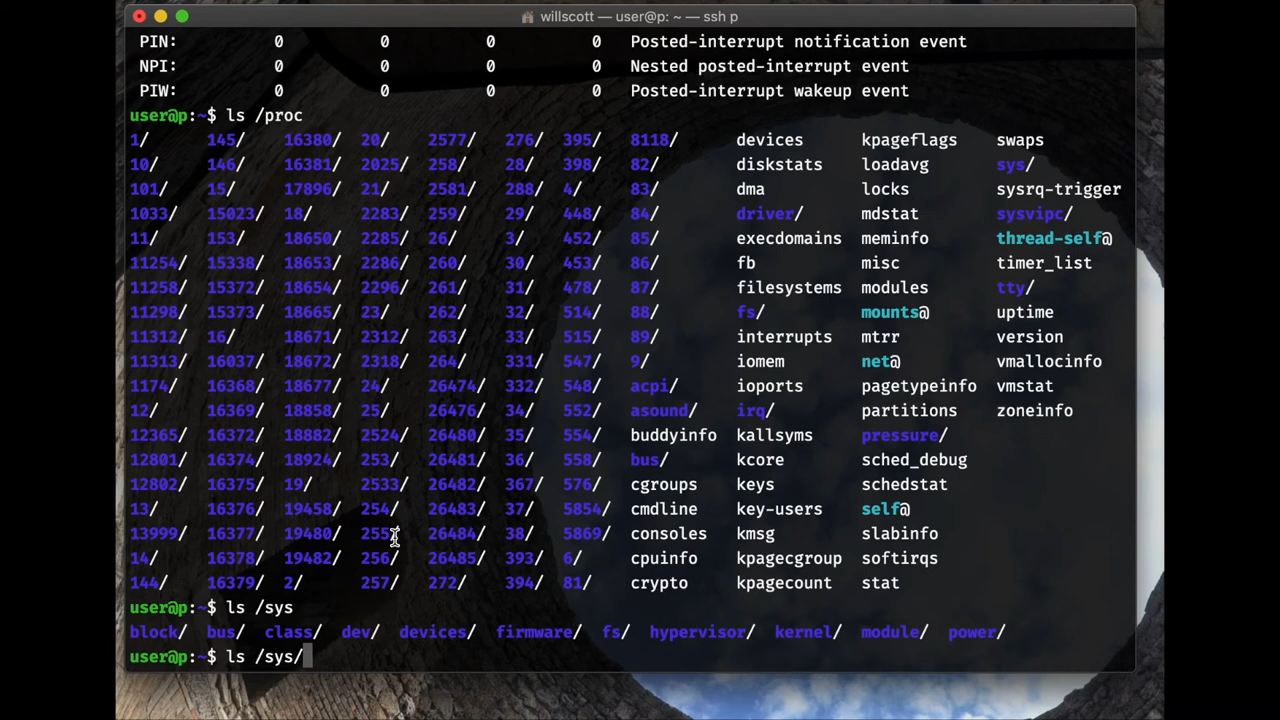 willscott — user@p: ~ — ssh p
PIN: 0 0 0 0 Posted-interrupt notification event
NPI: 0 0 0 0 Nested posted-interrupt event
PIW: 0 0 0 0 Posted-interrupt wakeup event
user@p:~$ ls /proc
1/ 145/ 16380/ 20/ 2577/ 276/ 395/ 8118/ devices kpageflags swaps
10/ 146/ 16381/ 2025/ 258/ 28/ 398/ 82/ diskstats loadavg sys/
101/ 15/ 17896/ 21/ 2581/ 288/ 4/ 83/ dma locks sysrq-trigger
1033/ 15023/ 18/ 2283/ 259/ 29/ 448/ 84/ driver/ mdstat sysvipc/
11/ 153/ 18650/ 2285/ 26/ 3/ 452/ 85/ execdomains meminfo thread-self@
11254/ 15338/ 18653/ 2286/ 260/ 30/ 453/ 86/ fb misc timer_list
11258/ 15372/ 18654/ 2296/ 261/ 31/ 478/ 87/ filesystems modules tty/
11298/ 15373/ 18665/ 23/ 262/ 32/ 514/ 88/ fs/ mounts@ uptime
11312/ 16/ 18671/ 2312/ 263/ 33/ 515/ 89/ interrupts mtrr version
11313/ 16037/ 18672/ 2318/ 264/ 331/ 547/ 9/ iomem net@ vmallocinfo
1174/ 16368/ 18677/ 24/ 26474/ 332/ 548/ acpi/ ioports pagetypeinfo vmstat
12/ 16369/ 18858/ 25/ 26476/ 34/ 552/ asound/ irq/ partitions zoneinfo
12365/ 16372/ 18882/ 2524/ 26480/ 35/ 554/ buddyinfo kallsyms pressure/
12801/ 16374/ 18924/ 253/ 26481/ 36/ 558/ bus/ kcore sched_debug
12802/ 16375/ 19/ 2533/ 26482/ 367/ 576/ cgroups keys schedstat
13/ 16376/ 19458/ 254/ 26483/ 37/ 5854/ cmdline key-users self@
13999/ 16377/ 19480/ 255/ 26484/ 38/ 5869/ consoles kmsg slabinfo
14/ 16378/ 19482/ 256/ 26485/ 393/ 6/ cpuinfo kpagecgroup softirqs
144/ 16379/ 2/ 257/ 272/ 394/ 81/ crypto kpagecount stat
user@p:~$ ls /sys
block/ bus/ class/ dev/ devices/ firmware/ fs/ hypervisor/ kernel/ module/ power/
user@p:~$ ls /sys/